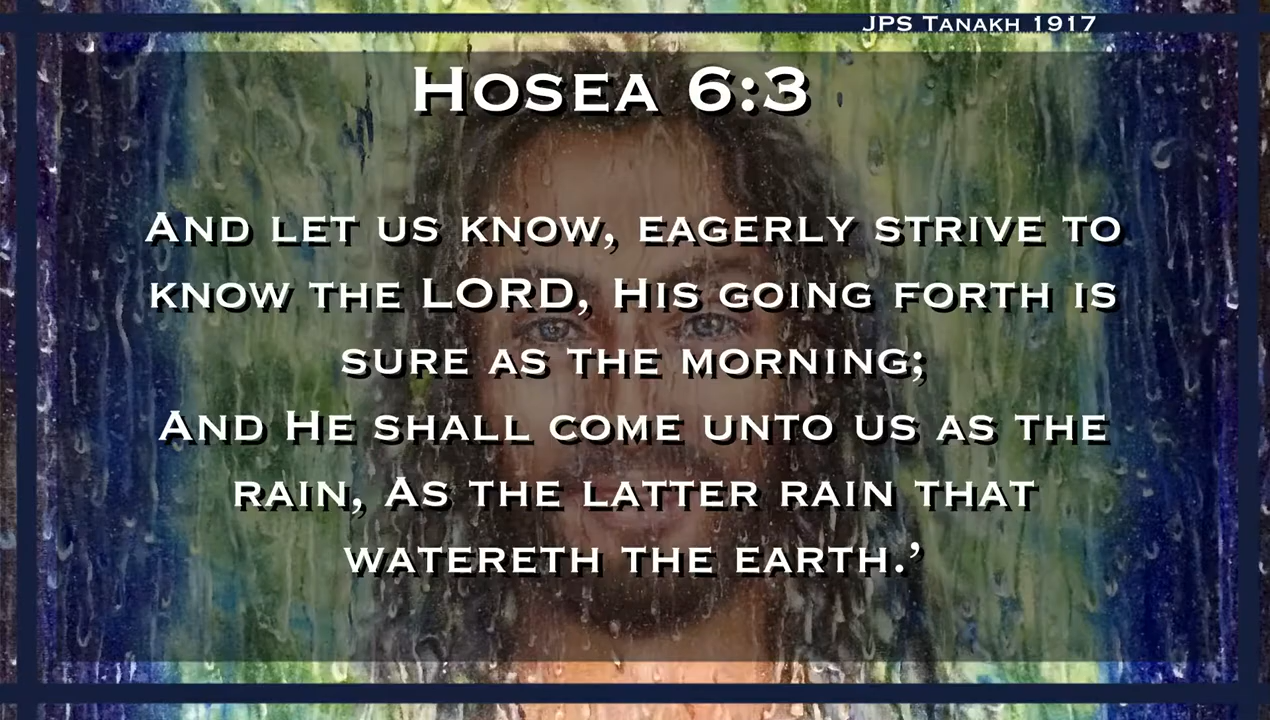 JPS Tanakh 1917
Hosea 6:3
And let us know, eagerly strive to
know the LORD, His going forth is
sure as the morning;
And He shall come unto us as the
rain, As the latter rain that
watereth the earth.’